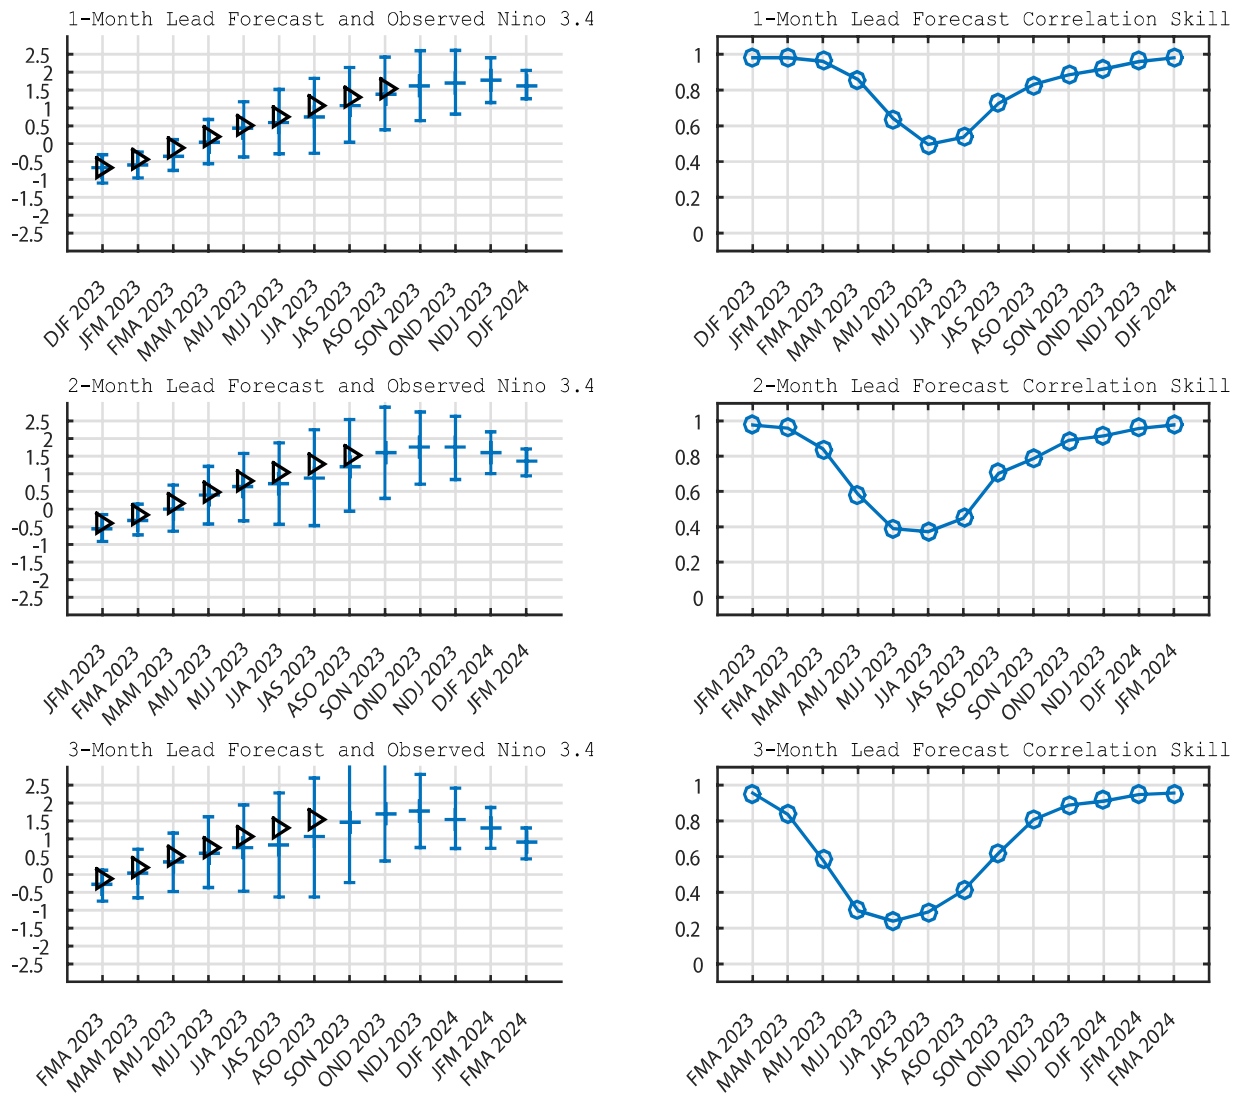 1-Month Lead Forecast and Observed Nino 3.4
2.5
2
1.5
1
0.5
0
-0.5
-1
-1.5
-2
-2.5
DJF 2023
JFM 2023
FMA 2023
MAM 2023
AMJ 2023
MJJ 2023
JJA 2023
JAS 2023
ASO 2023
SON 2023
OND 2023
NDJ 2023
DJF 2024
1-Month Lead Forecast Correlation Skill
1
0.8
0.6
0.4
0.2
0
DJF 2023
JFM 2023
FMA 2023
MAM 2023
AMJ 2023
MJJ 2023
JJA 2023
JAS 2023
ASO 2023
SON 2023
OND 2023
NDJ 2023
DJF 2024
2-Month Lead Forecast and Observed Nino 3.4
2.5
2
1.5
1
0.5
0
-0.5
-1
-1.5
-2
-2.5
JFM 2023
FMA 2023
MAM 2023
AMJ 2023
MJJ 2023
JJA 2023
JAS 2023
ASO 2023
SON 2023
OND 2023
NDJ 2023
DJF 2024
JFM 2024
2-Month Lead Forecast Correlation Skill
1
0.8
0.6
0.4
0.2
0
JFM 2023
FMA 2023
MAM 2023
AMJ 2023
MJJ 2023
JJA 2023
JAS 2023
ASO 2023
SON 2023
OND 2023
NDJ 2023
DJF 2024
JFM 2024
3-Month Lead Forecast and Observed Nino 3.4
2.5
2
1.5
1
0.5
0
-0.5
-1
-1.5
-2
-2.5
FMA 2023
MAM 2023
AMJ 2023
MJJ 2023
JJA 2023
JAS 2023
ASO 2023
SON 2023
OND 2023
NDJ 2023
DJF 2024
JFM 2024
FMA 2024
3-Month Lead Forecast Correlation Skill
1
0.8
0.6
0.4
0.2
0
FMA 2023
MAM 2023
AMJ 2023
MJJ 2023
JJA 2023
JAS 2023
ASO 2023
SON 2023
OND 2023
NDJ 2023
DJF 2024
JFM 2024
FMA 2024